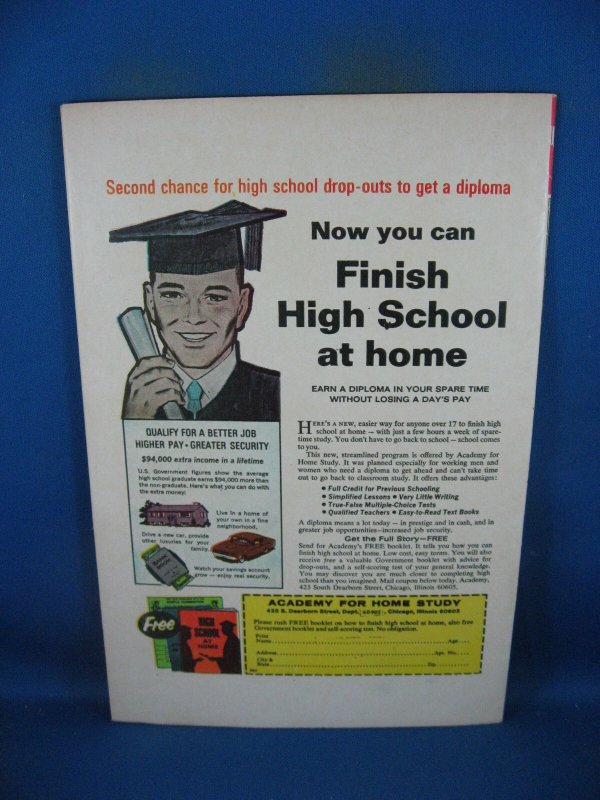 Second chance for high school drop-outs to get a diploma
Now you can
Finish
High School
at home
EARN A DIPLOMA IN YOUR SPARE TIME
WITHOUT LOSING A DAY'S PAY
QUALIFY FOR A BETTER JOB
HIGHER PAY • GREATER SECURITY
$94,000 extra income in a lifetime
U.S. Government figures show the average
high school graduate earns $94,000 more than
the non-graduate. Here's what you can do with
the extra money:
Live in a home of
your own in a fine
neighborhood.
Drive a new car, provide
other luxuries for your
family.
Watch your savings account
grow — enjoy real security.
HERE'S A NEW, easier way for anyone over 17 to finish high
school at home — with just a few hours a week of spare-
time study. You don't have to go back to school — school comes
to you.
This new, streamlined program is offered by Academy for
Home Study. It was planned especially for working men and
women who need a diploma to get ahead and can't take time
out to go back to classroom study. It offers these advantages:
• Full Credit for Previous Schooling
• Simplified Lessons • Very Little Writing
• True-False Multiple-Choice Tests
• Qualified Teachers • Easy-to-Read Text Books
A diploma means a lot today — in prestige and in cash, and in
greater job opportunities—increased job security.
Get the Full Story—FREE
Send for Academy's FREE booklet. It tells you how you can
finish high school at home. Low cost, easy terms. You will also
receive free a valuable Government booklet with advice for
drop-outs, and a self-scoring test of your general knowledge.
You may discover you are much closer to completing high
school than you imagined. Mail coupon below today. Academy,
425 South Dearborn Street, Chicago, Illinois 60605.
Free
HIGH
SCHOOL
AT
HOME
ACADEMY FOR HOME STUDY
425 S. Dearborn Street, Dept. Chicago, Illinois 60605
Please rush FREE booklet on how to finish high school at home, also free
Government booklet and self-scoring test. No obligation.
Print
Name Age
Address Apt. No.
City &
State Zip